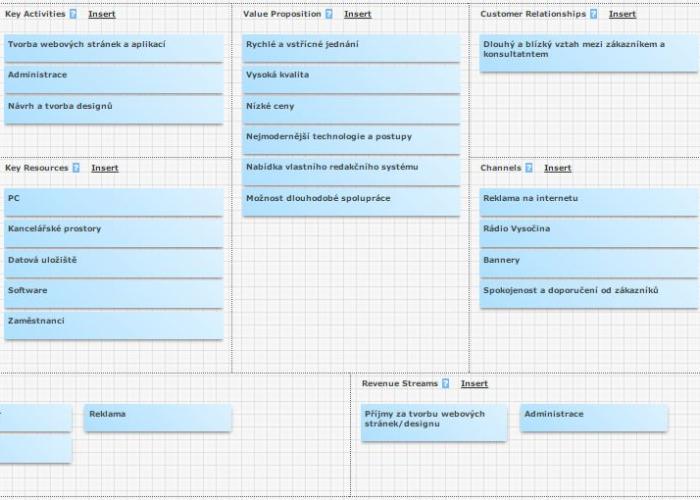 Key Activities ? Insert
Tvorba webových stránek a aplikací
Administrace
Návrh a tvorba designů
Value Proposition ? Insert
Rychlé a vstřícné jednání
Vysoká kvalita
Nízké ceny
Nejmodernější technologie a postupy
Nabídka vlastního redakčního systému
Možnost dlouhodobé spolupráce
Customer Relationships ? Insert
Dlouhý a blízký vztah mezi zákazníkem a
konsultatntem
Key Resources ? Insert
PC
Kancelářské prostory
Datová uložiště
Software
Zaměstnanci
Channels ? Insert
Reklama na internetu
Rádio Vysočina
Bannery
Spokojenost a doporučení od zákazníků
Reklama
Revenue Streams ? Insert
Příjmy za tvorbu webových
stránek/designu
Administrace